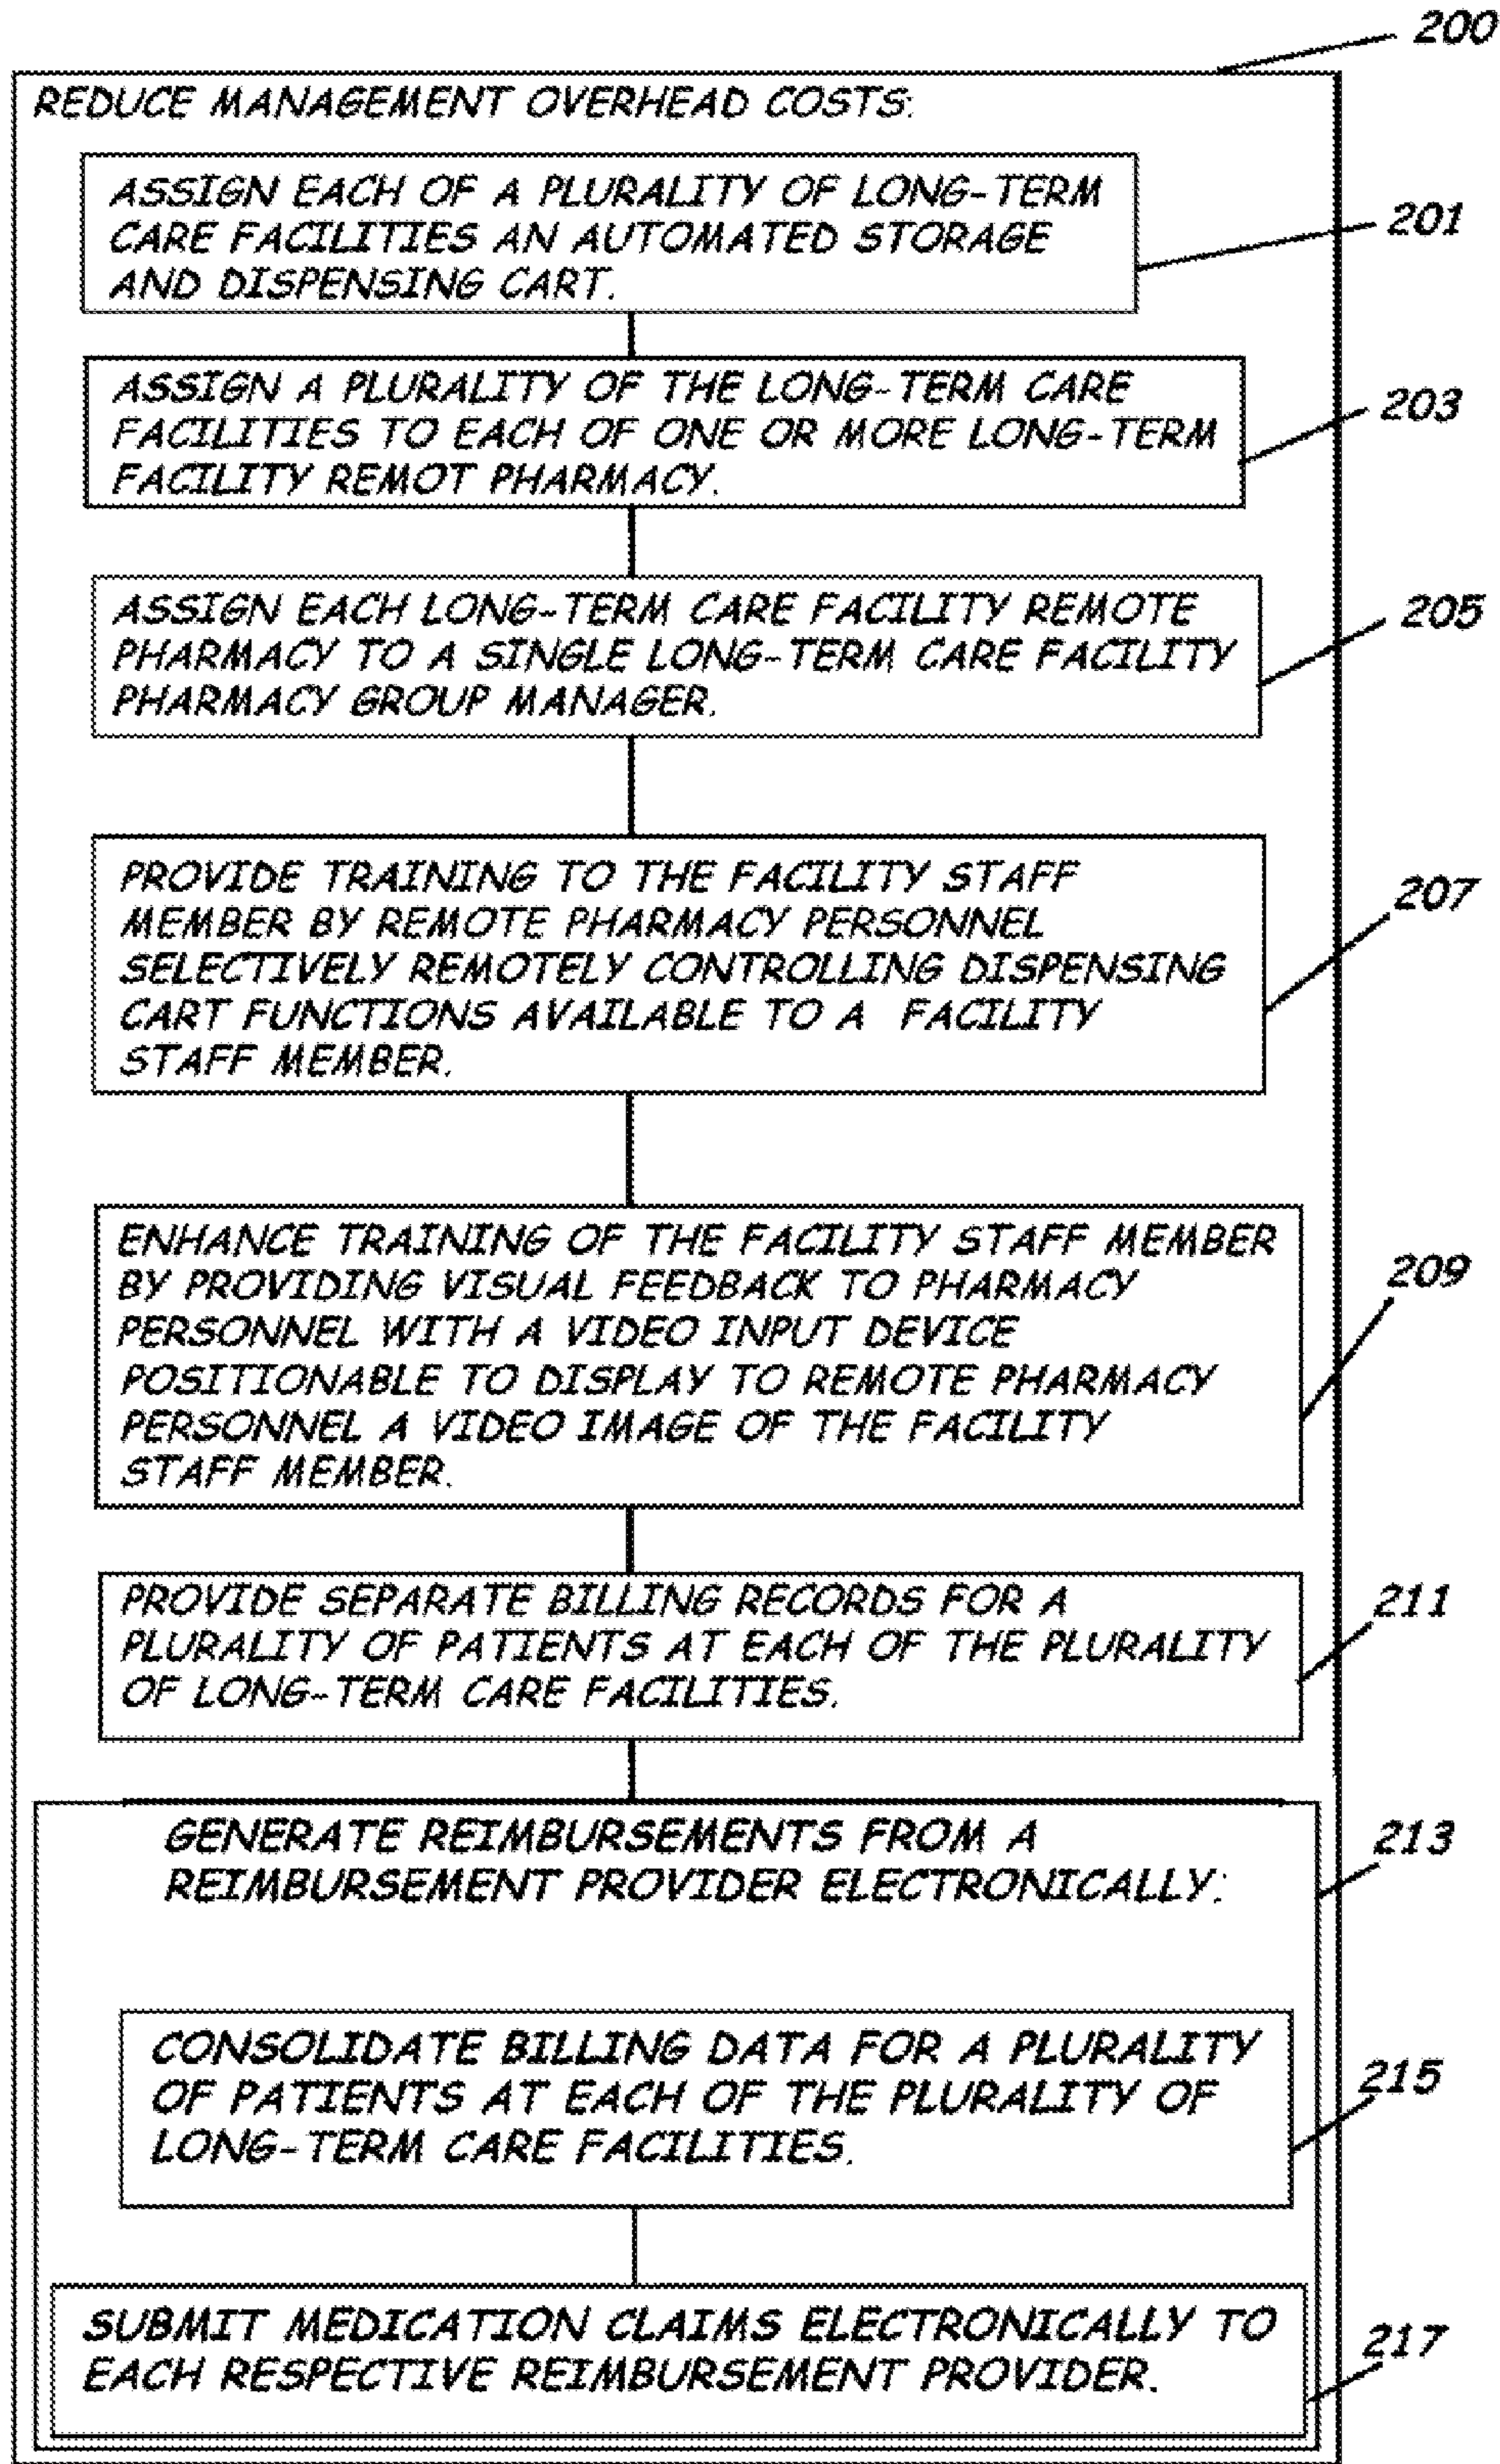 200
REDUCE MANAGEMENT OVERHEAD COSTS:
ASSIGN EACH OF A PLURALITY OF LONG-TERM
CARE FACILITIES AN AUTOMATED STORAGE
AND DISPENSING CART.
201
ASSIGN A PLURALITY OF THE LONG-TERM CARE
FACILITIES TO EACH OF ONE OR MORE LONG-TERM
FACILITY REMOT PHARMACY.
203
ASSIGN EACH LONG-TERM CARE FACILITY REMOTE
PHARMACY TO A SINGLE LONG-TERM CARE FACILITY
PHARMACY GROUP MANAGER.
205
PROVIDE TRAINING TO THE FACILITY STAFF
MEMBER BY REMOTE PHARMACY PERSONNEL
SELECTIVELY REMOTELY CONTROLLING DISPENSING
CART FUNCTIONS AVAILABLE TO A FACILITY
STAFF MEMBER.
207
ENHANCE TRAINING OF THE FACILITY STAFF MEMBER
BY PROVIDING VISUAL FEEDBACK TO PHARMACY
PERSONNEL WITH A VIDEO INPUT DEVICE
POSITIONABLE TO DISPLAY TO REMOTE PHARMACY
PERSONNEL A VIDEO IMAGE OF THE FACILITY
STAFF MEMBER.
209
PROVIDE SEPARATE BILLING RECORDS FOR A
PLURALITY OF PATIENTS AT EACH OF THE PLURALITY
OF LONG-TERM CARE FACILITIES.
211
GENERATE REIMBURSEMENTS FROM A
REIMBURSEMENT PROVIDER ELECTRONICALLY:
213
CONSOLIDATE BILLING DATA FOR A PLURALITY
OF PATIENTS AT EACH OF THE PLURALITY OF
LONG-TERM CARE FACILITIES.
215
SUBMIT MEDICATION CLAIMS ELECTRONICALLY TO
EACH RESPECTIVE REIMBURSEMENT PROVIDER.
217